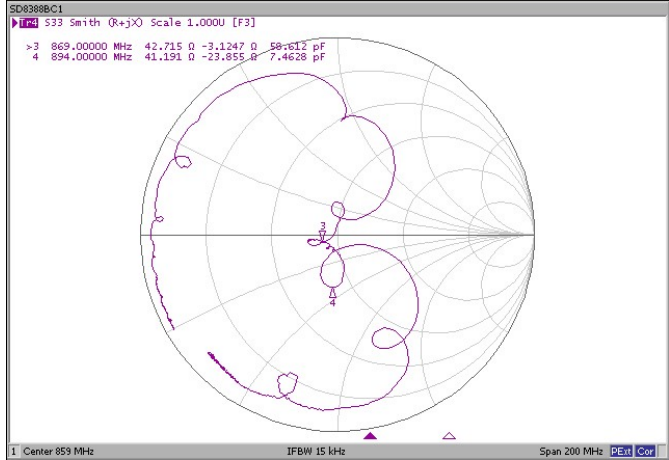 SD8388BC1
Tr4 S33 Smith (R+jX) Scale 1.000U [F3]
>3 869.00000 MHz 42.715 Ω -3.1247 Ω 58.612 pF
4 894.00000 MHz 41.191 Ω -23.855 Ω 7.4628 pF
3
4
1 Center 859 MHz IFBW 15 kHz Span 200 MHz PExt Cor